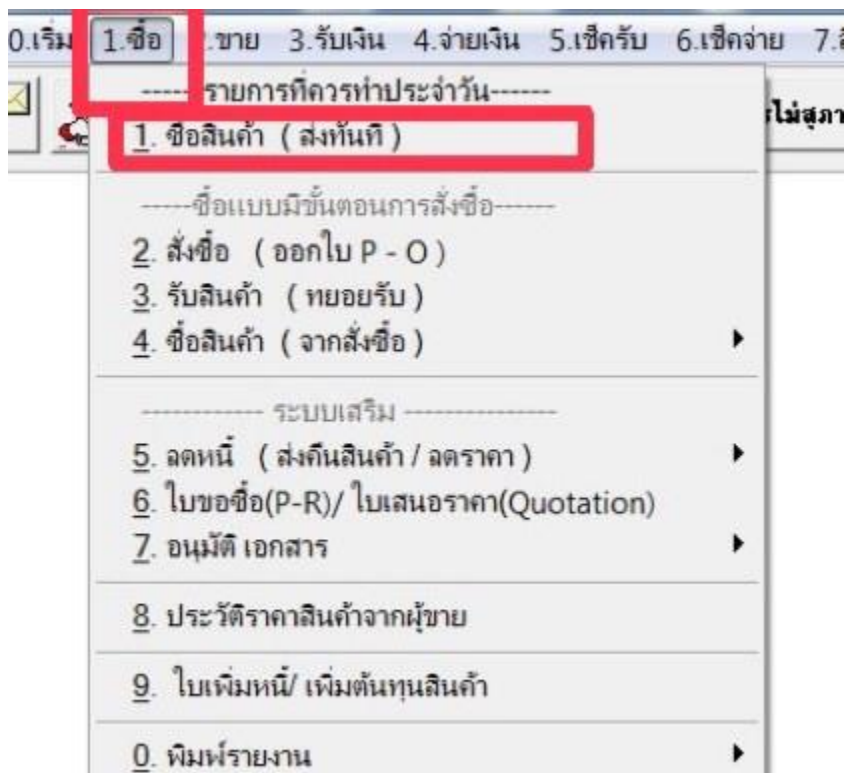 0.เริ่ม 1.ซื้อ 2.ขาย 3.รับเงิน 4.จ่ายเงิน 5.เช็ครับ 6.เช็คจ่าย 7.
------รายการที่ควรทำประจำวัน------
1. ซื้อสินค้า ( ส่งทันที )
-----ซื้อแบบมีขั้นตอนการสั่งซื้อ------
2. สั่งซื้อ ( ออกใบ P - O )
3. รับสินค้า ( ทยอยรับ )
4. ซื้อสินค้า ( จากสั่งซื้อ )
------------ ระบบเสริม ---------------
5. ลดหนี้ ( ส่งคืนสินค้า / ลดราคา )
6. ใบขอซื้อ(P-R)/ ใบเสนอราคา(Quotation)
7. อนุมัติ เอกสาร
8. ประวัติราคาสินค้าจากผู้ขาย
9. ใบเพิ่มหนี้/ เพิ่มต้นทุนสินค้า
0. พิมพ์รายงาน